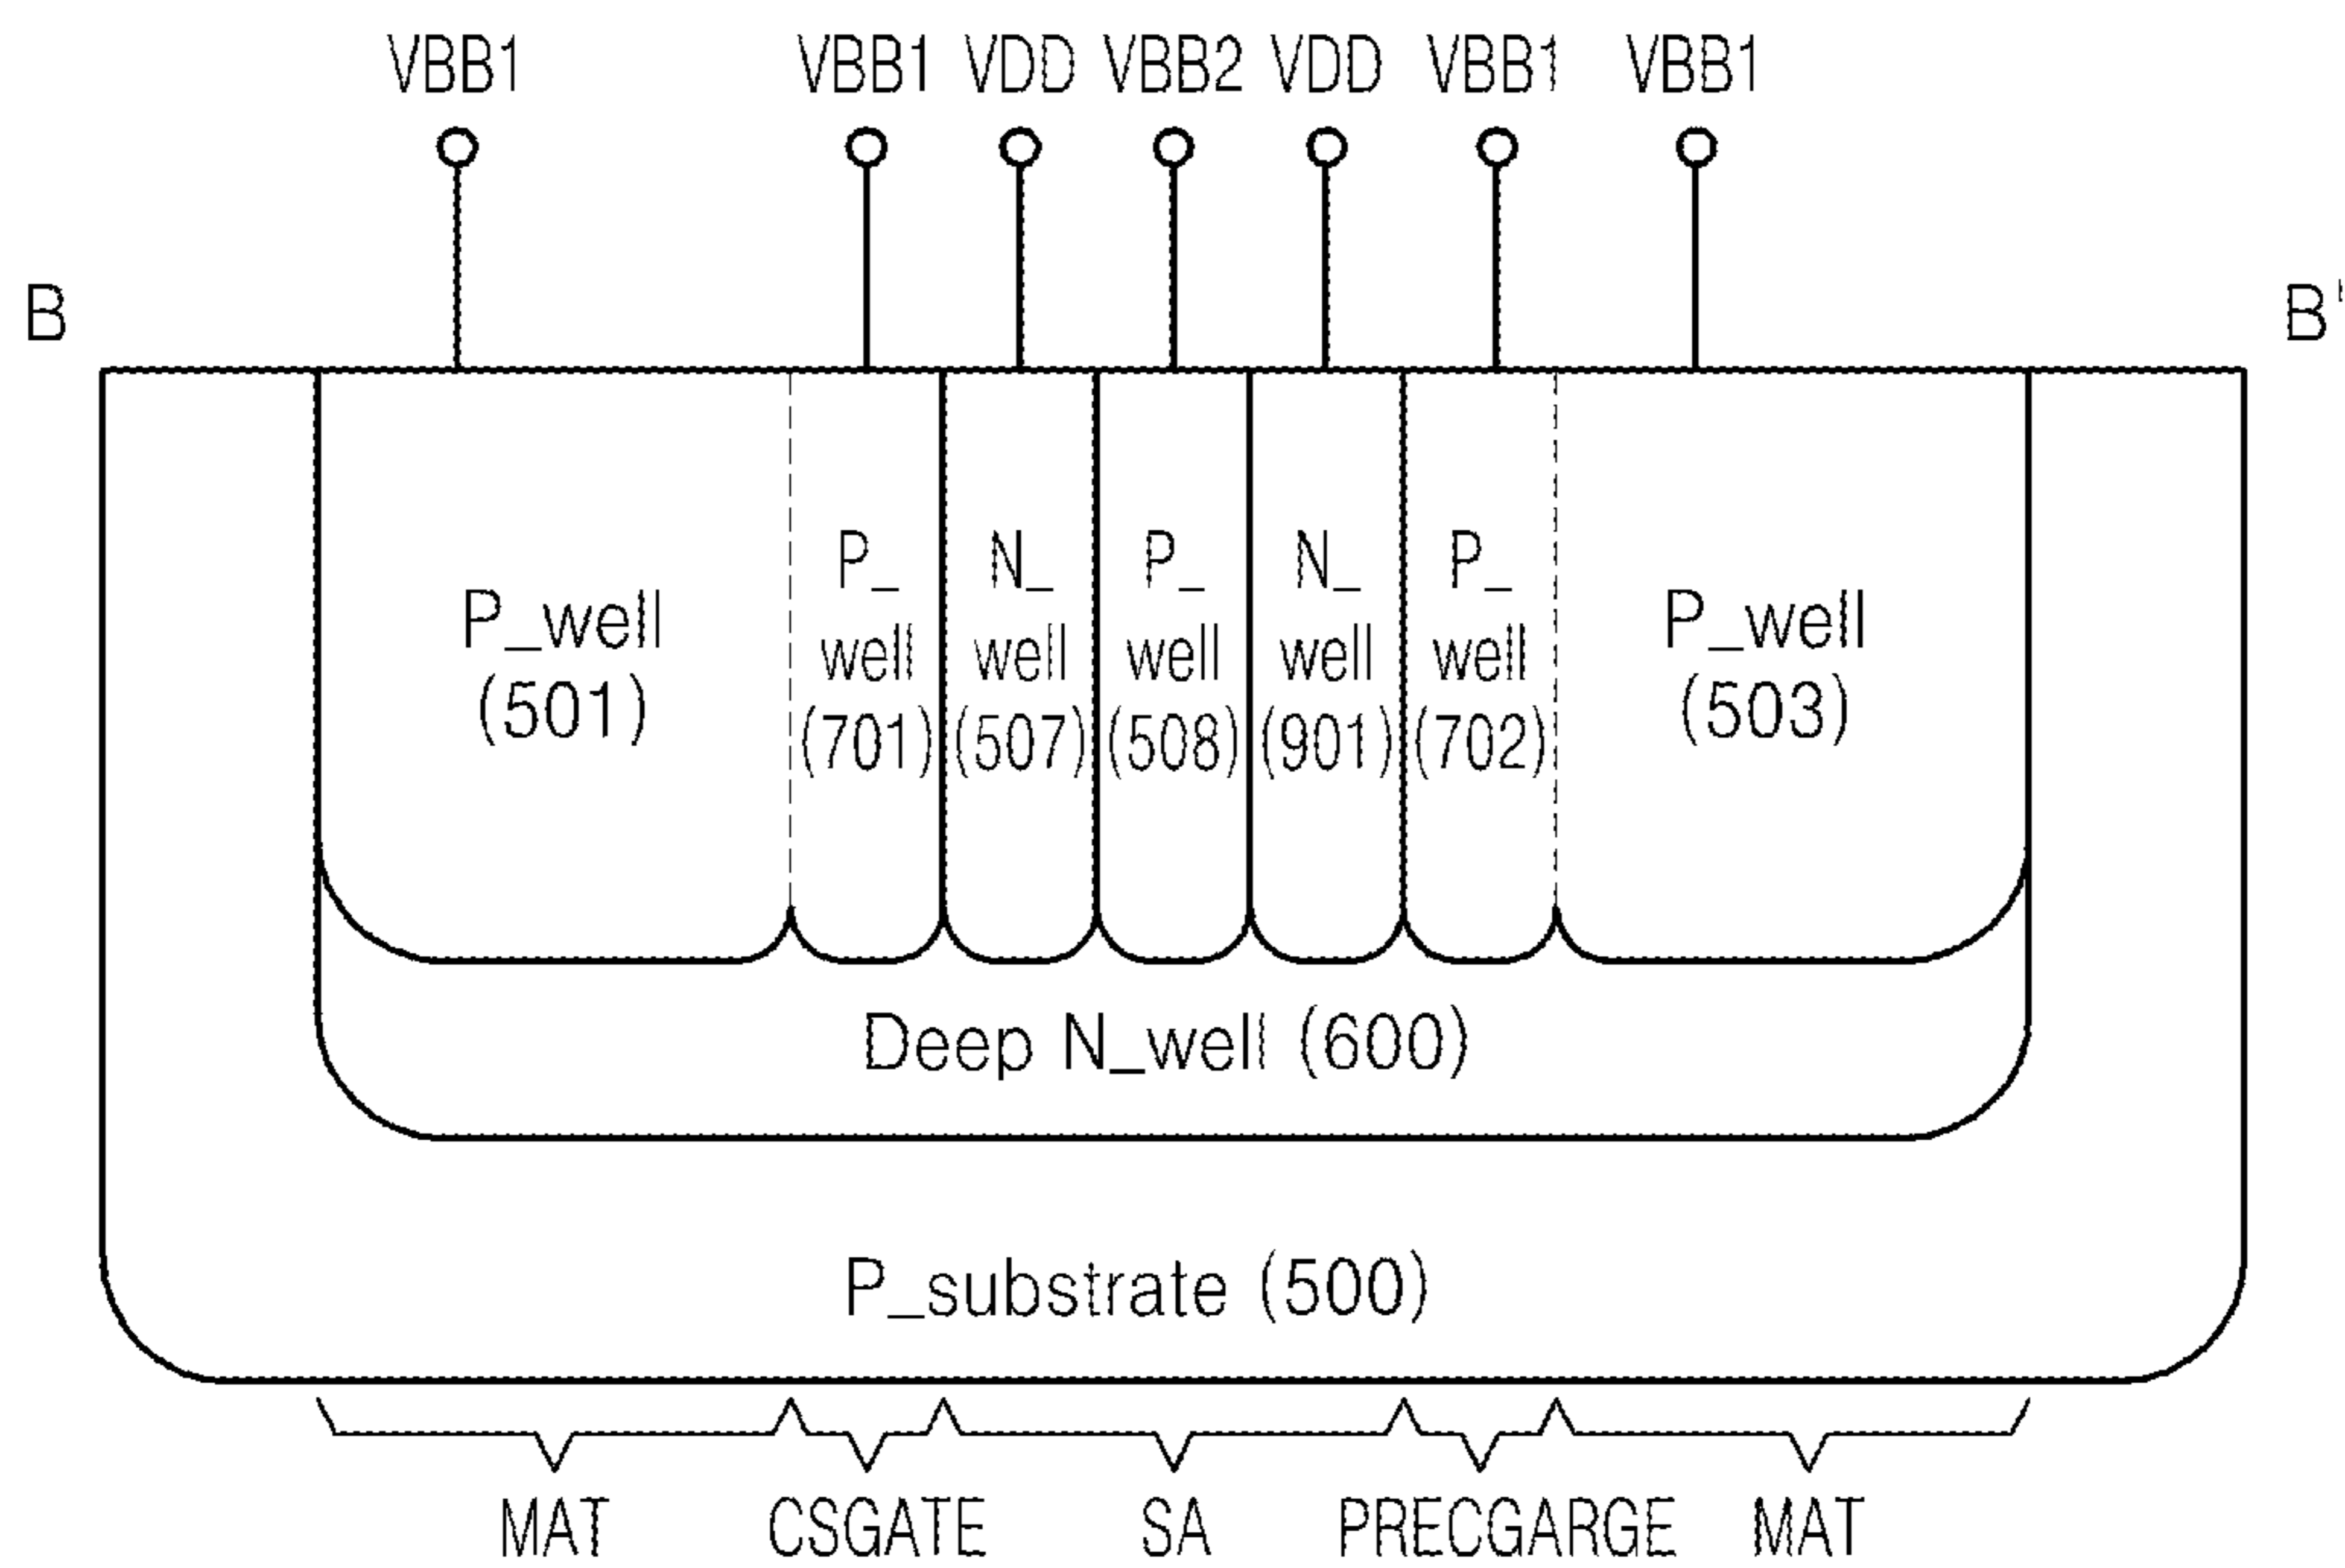 VBB1 VBB1 VDD VBB2 VDD VBB1 VBB1
B B'
P_ N_ P_ N_ P_
P_well well well well well well P_well
(501) (701) (507) (508) (901) (702) (503)
Deep N_well (600)
P_substrate (500)
MAT CSGATE SA PRECGARGE MAT